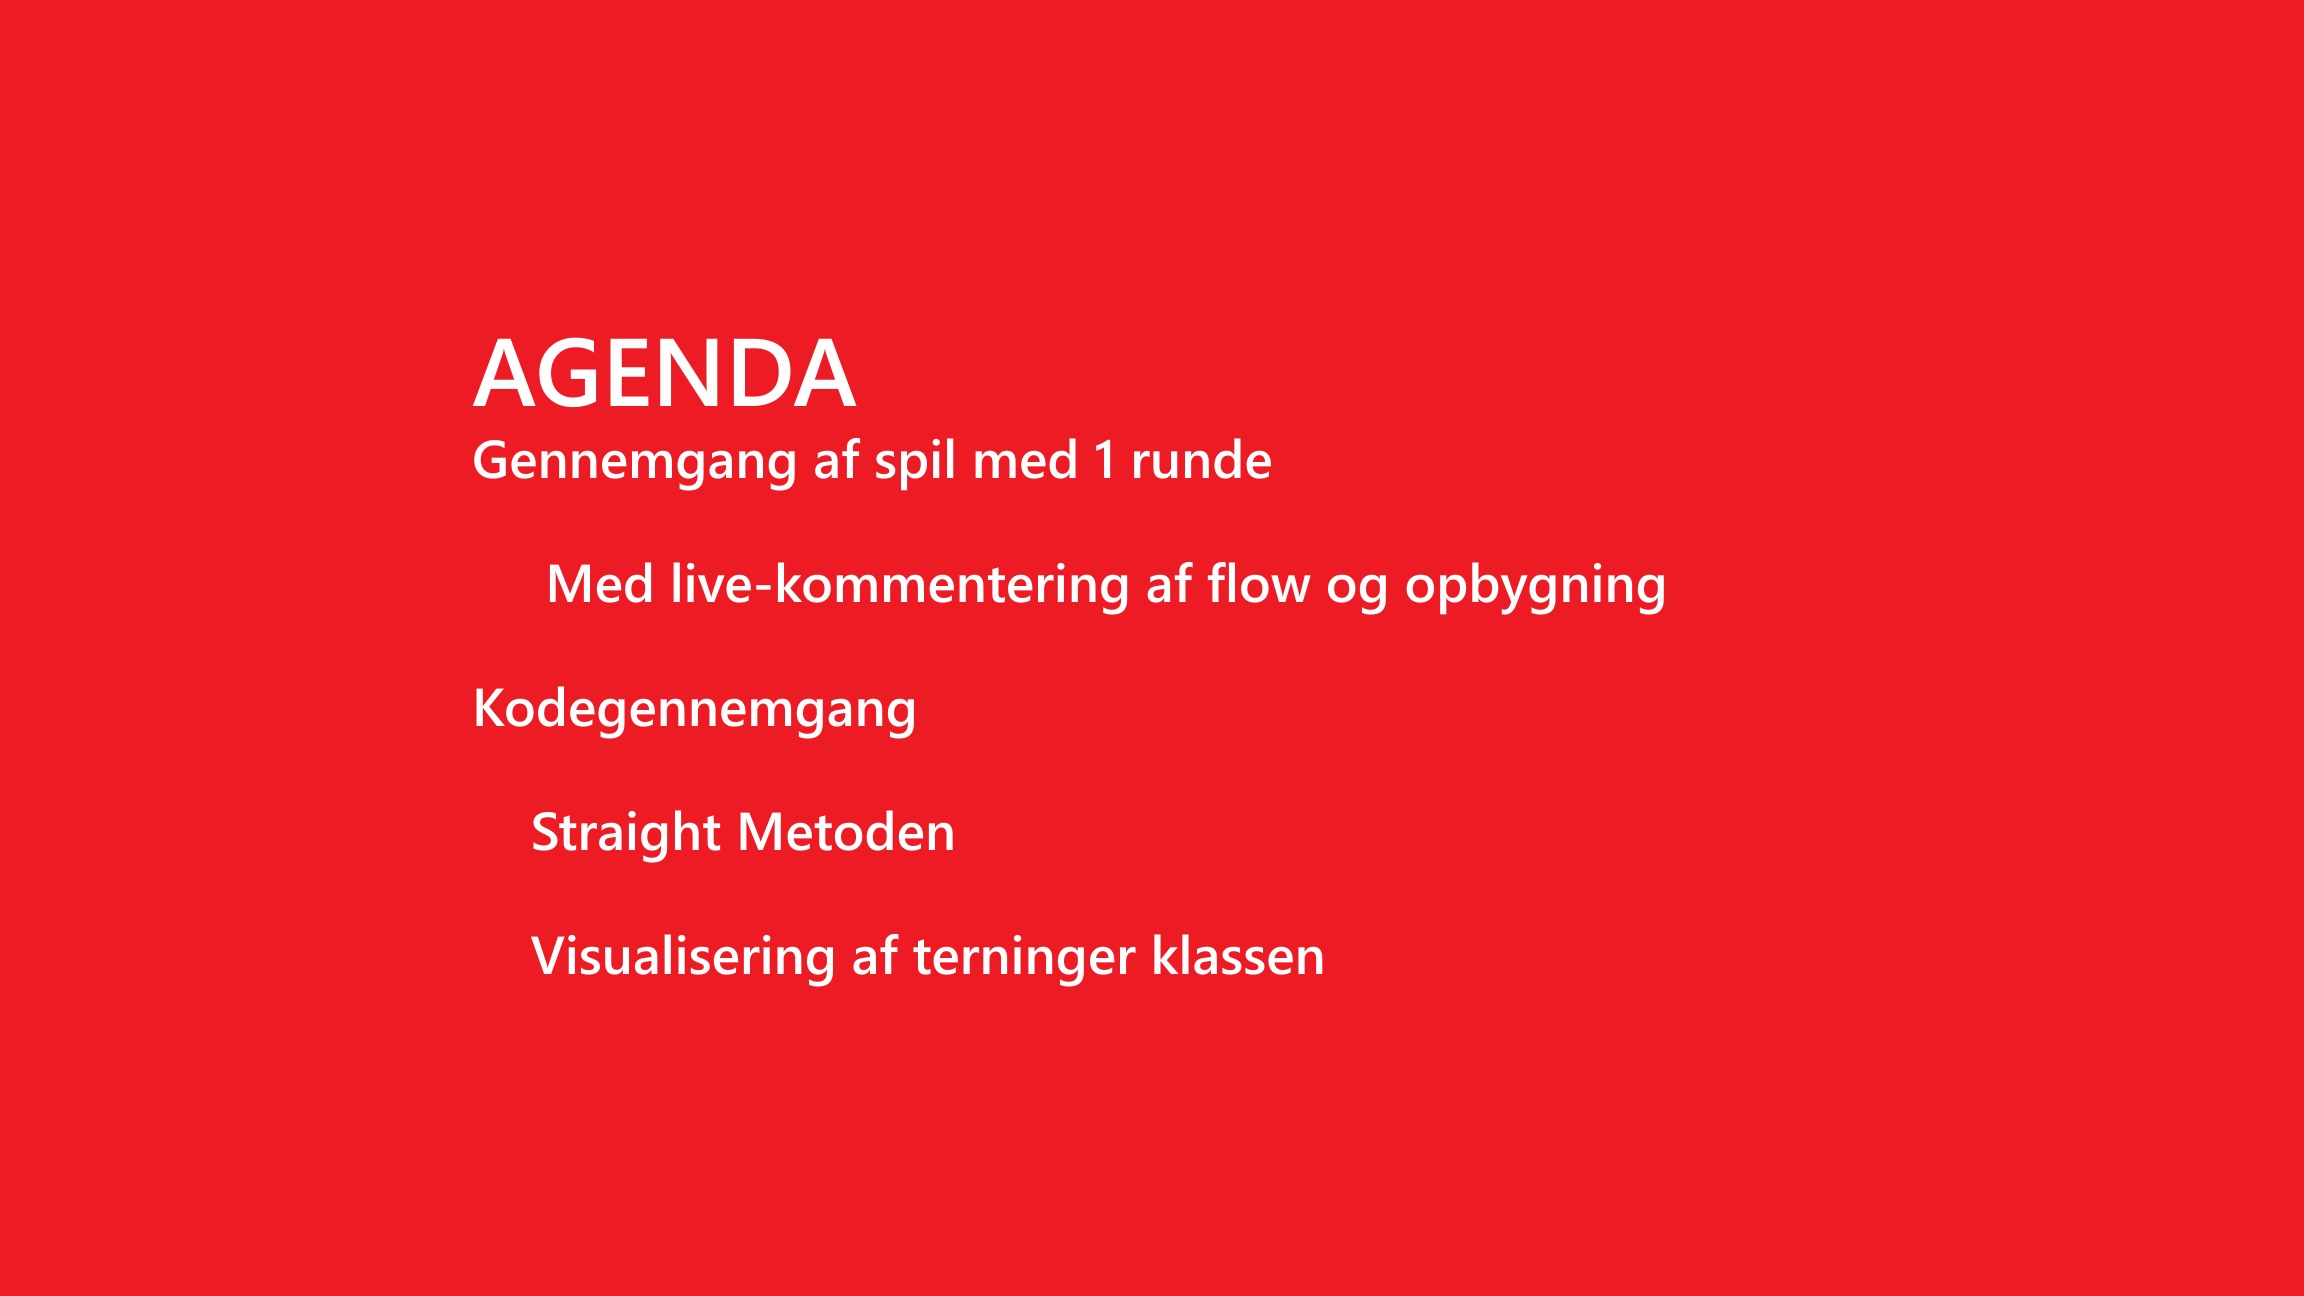 AGENDA
Gennemgang af spil med 1 runde
Med live-kommentering af flow og opbygning
Kodegennemgang
Straight Metoden
Visualisering af terninger klassen